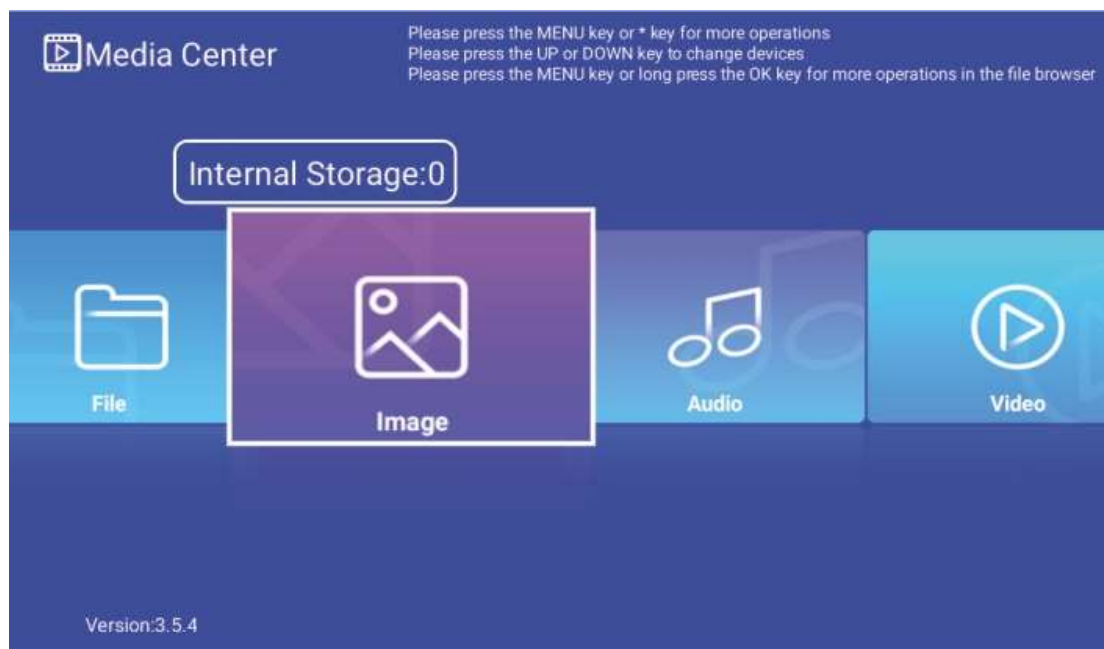 Media Center
Please press the MENU key or * key for more operations
Please press the UP or DOWN key to change devices
Please press the MENU key or long press the OK key for more operations in the file browser
Internal Storage:0
File
Image
Audio
Video
Version:3.5.4